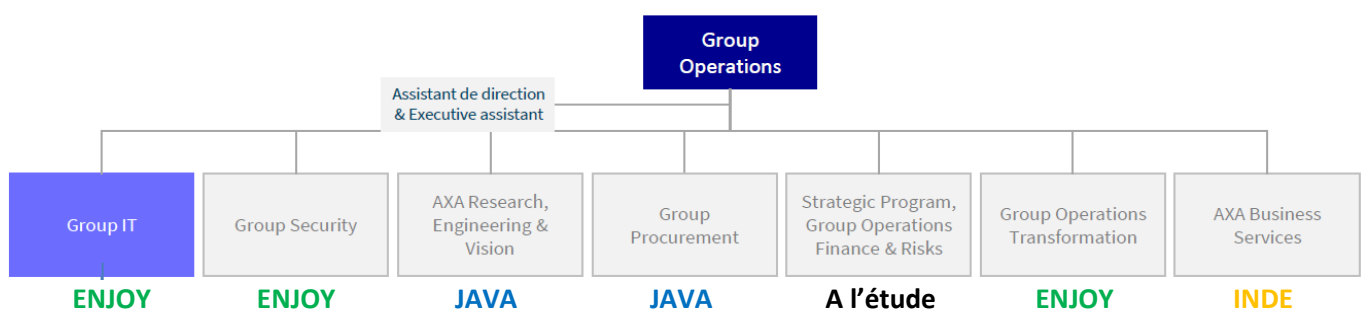 Group
Operations
Assistant de direction
& Executive assistant
Group IT
Group Security
AXA Research,
Engineering &
Vision
Group
Procurement
Strategic Program,
Group Operations
Finance & Risks
Group Operations
Transformation
AXA Business
Services
ENJOY
ENJOY
JAVA
JAVA
A l’étude
ENJOY
INDE